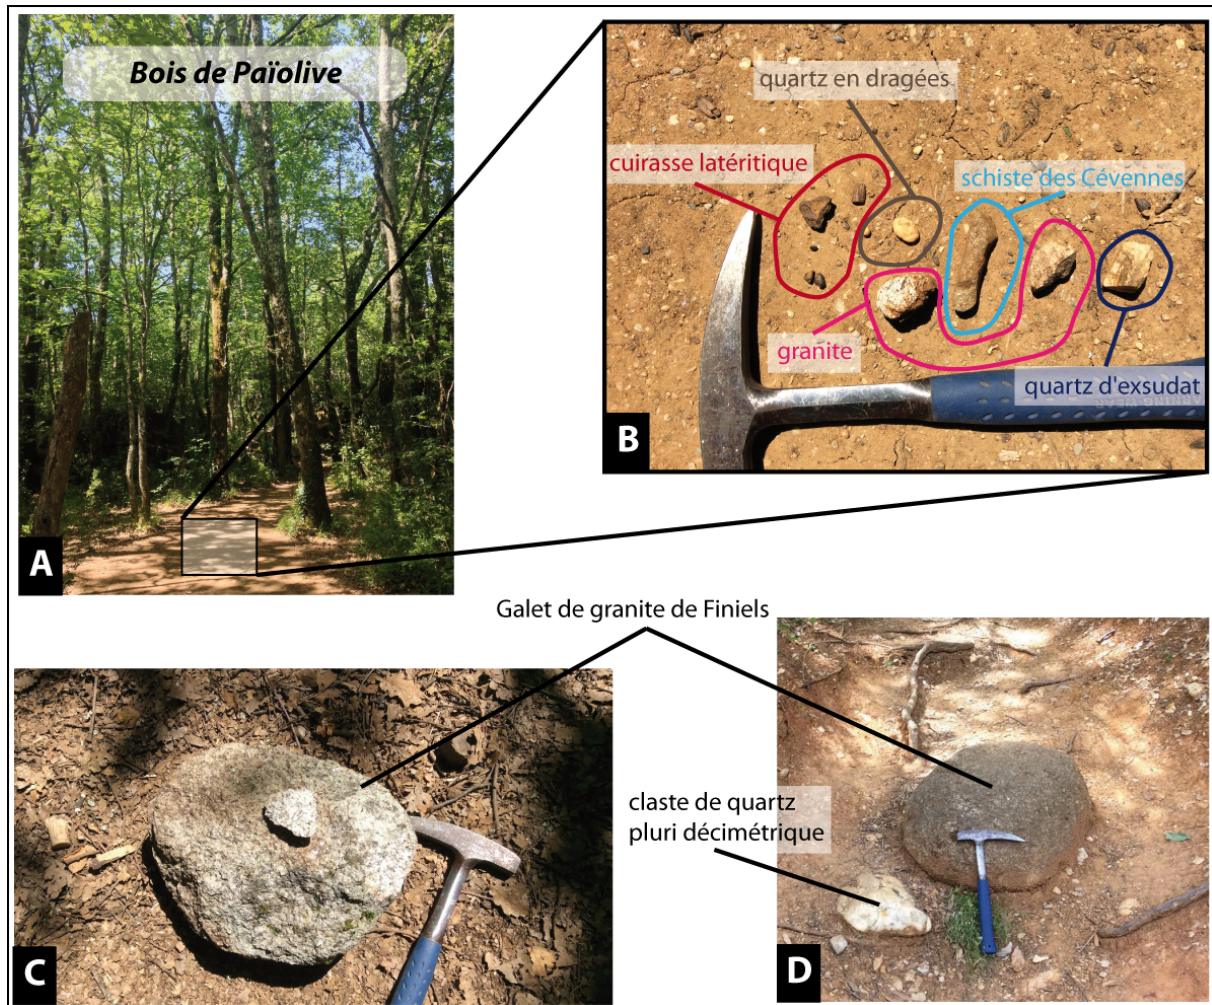 Bois de Païolive
A
quartz en dragées
cuirasse latéritique
schiste des Cévennes
granite
quartz d'exsudat
B
Galet de granite de Finiels
claste de quartz
pluri décimétrique
C
D